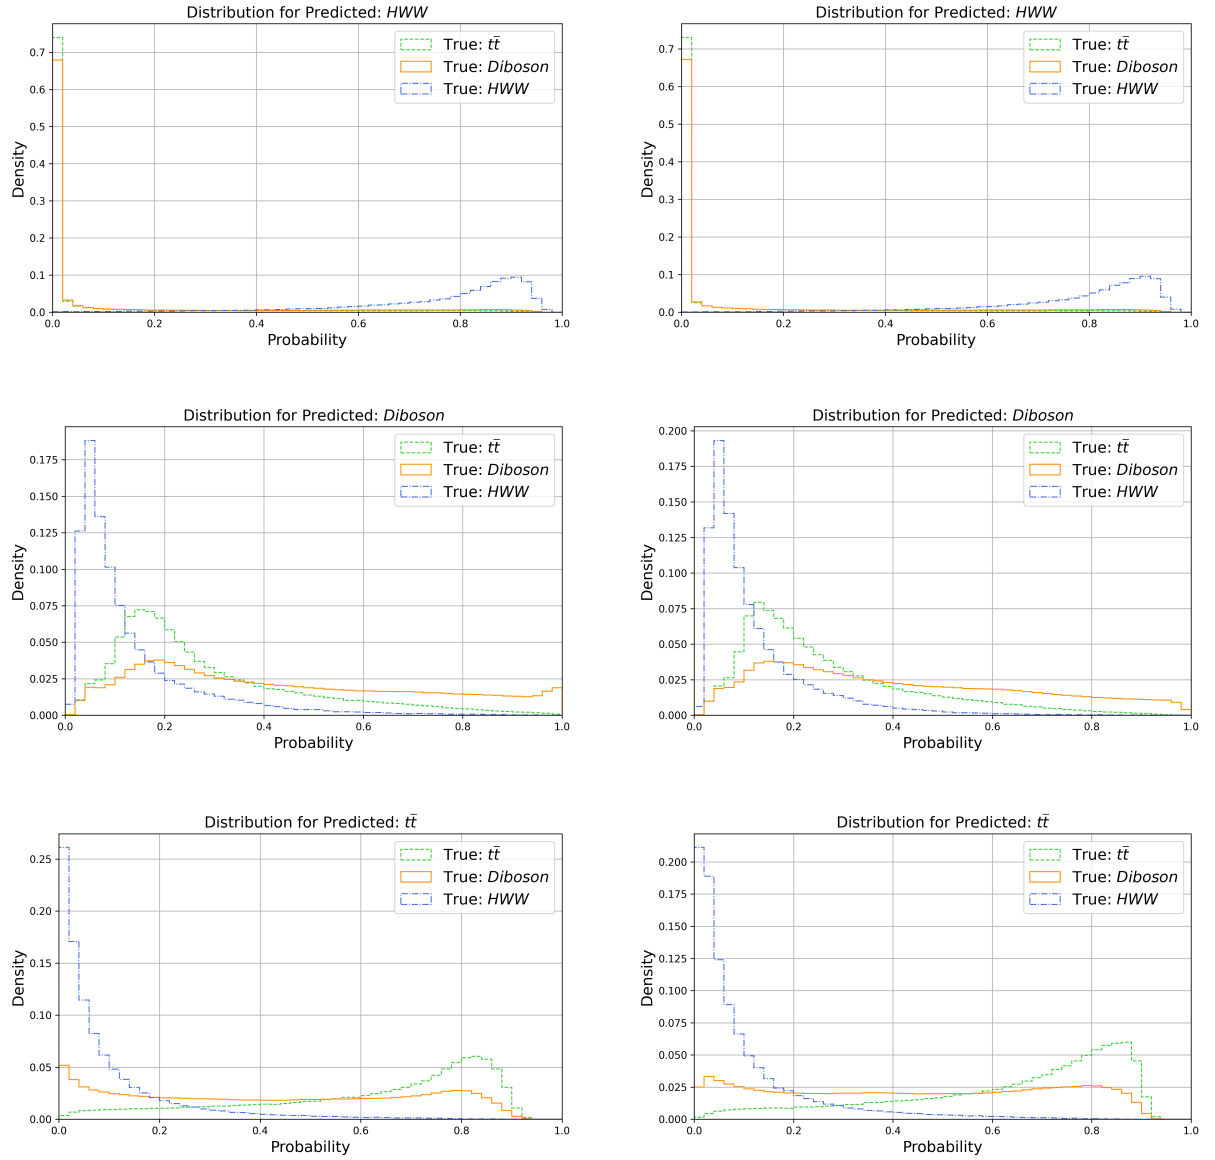 Distribution for Predicted: HWW
Density
0.7
0.6
0.5
0.4
0.3
0.2
0.1
0.0
0.0 0.2 0.4 0.6 0.8 1.0
Probability
True: tt̄
True: Diboson
True: HWW
Distribution for Predicted: HWW
Density
0.7
0.6
0.5
0.4
0.3
0.2
0.1
0.0
0.0 0.2 0.4 0.6 0.8 1.0
Probability
True: tt̄
True: Diboson
True: HWW
Distribution for Predicted: Diboson
Density
0.175
0.150
0.125
0.100
0.075
0.050
0.025
0.000
0.0 0.2 0.4 0.6 0.8 1.0
Probability
True: tt̄
True: Diboson
True: HWW
Distribution for Predicted: Diboson
Density
0.200
0.175
0.150
0.125
0.100
0.075
0.050
0.025
0.000
0.0 0.2 0.4 0.6 0.8 1.0
Probability
True: tt̄
True: Diboson
True: HWW
Distribution for Predicted: tt̄
Density
0.25
0.20
0.15
0.10
0.05
0.00
0.0 0.2 0.4 0.6 0.8 1.0
Probability
True: tt̄
True: Diboson
True: HWW
Distribution for Predicted: tt̄
Density
0.200
0.175
0.150
0.125
0.100
0.075
0.050
0.025
0.000
0.0 0.2 0.4 0.6 0.8 1.0
Probability
True: tt̄
True: Diboson
True: HWW